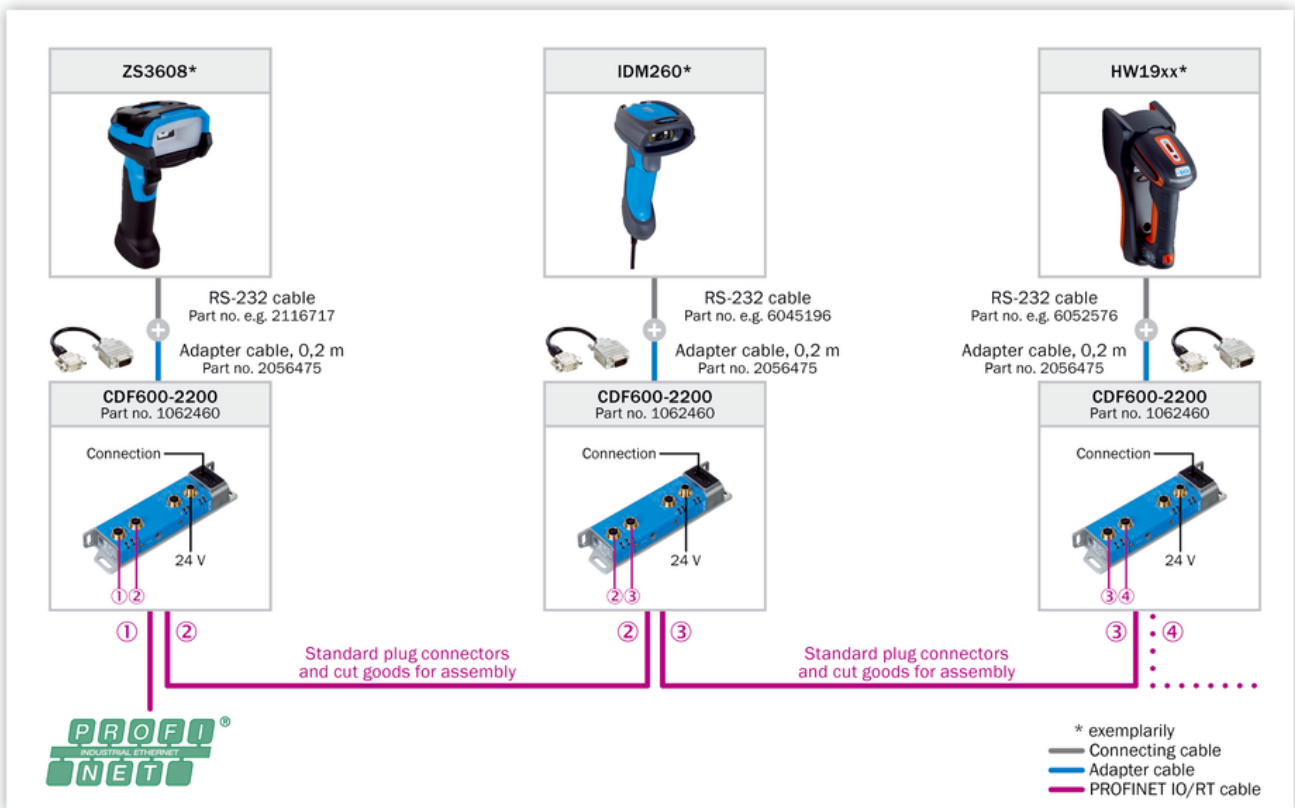 ZS3608*
IDM260*
HW19xx*
RS-232 cable
Part no. e.g. 2116717
RS-232 cable
Part no. e.g. 6045196
RS-232 cable
Part no. e.g. 6052576
Adapter cable, 0,2 m
Part no. 2056475
Adapter cable, 0,2 m
Part no. 2056475
Adapter cable, 0,2 m
Part no. 2056475
CDF600-2200
Part no. 1062460
CDF600-2200
Part no. 1062460
CDF600-2200
Part no. 1062460
Connection
Connection
Connection
24 V
24 V
24 V
①②
②③
③④
① ②
② ③
③ ④
Standard plug connectors
and cut goods for assembly
Standard plug connectors
and cut goods for assembly
PROFI®
INDUSTRIAL ETHERNET
NET
* exemplarily
Connecting cable
Adapter cable
PROFINET IO/RT cable